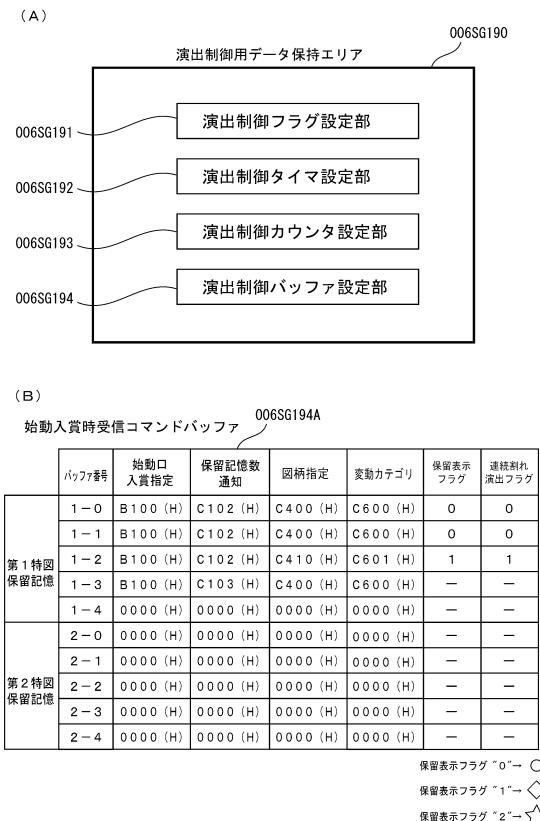 (A)
006SG190
演出制御用データ保持エリア
006SG191
演出制御フラグ設定部
006SG192
演出制御タイマ設定部
006SG193
演出制御カウンタ設定部
006SG194
演出制御バッファ設定部
(B)
始動入賞時受信コマンドバッファ 006SG194A
バッファ番号 始動口入賞指定 保留記憶数通知 図柄指定 変動カテゴリ 保留表示フラグ 連続割れ演出フラグ
第1特図保留記憶
1-0 B100(H) C102(H) C400(H) C600(H) 0 0
1-1 B100(H) C102(H) C400(H) C600(H) 0 0
1-2 B100(H) C102(H) C410(H) C601(H) 1 1
1-3 B100(H) C103(H) C400(H) C600(H) - -
1-4 0000(H) 0000(H) 0000(H) 0000(H) - -
第2特図保留記憶
2-0 0000(H) 0000(H) 0000(H) 0000(H) - -
2-1 0000(H) 0000(H) 0000(H) 0000(H) - -
2-2 0000(H) 0000(H) 0000(H) 0000(H) - -
2-3 0000(H) 0000(H) 0000(H) 0000(H) - -
2-4 0000(H) 0000(H) 0000(H) 0000(H) - -
保留表示フラグ "0"→ ○
保留表示フラグ "1"→ ◇
保留表示フラグ "2"→ ☆